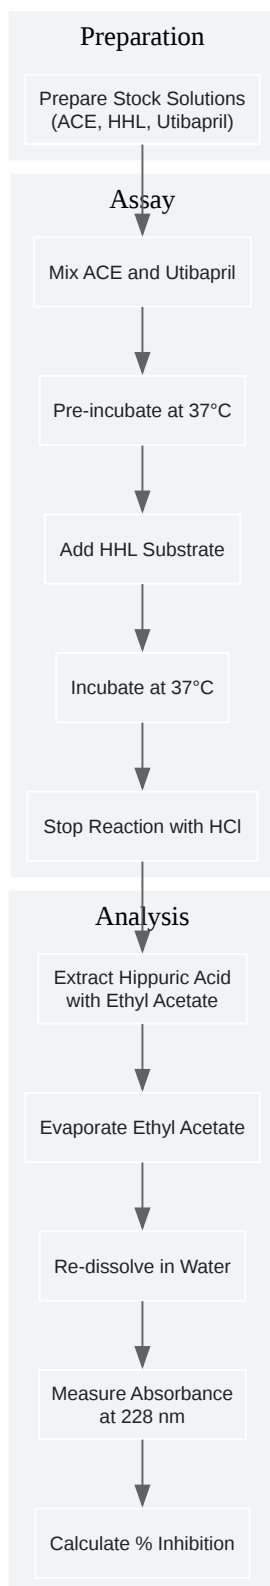 Preparation
Prepare Stock Solutions
(ACE, HHL, Utibapril)
Assay
Mix ACE and Utibapril
Pre-incubate at 37°C
Add HHL Substrate
Incubate at 37°C
Stop Reaction with HCl
Analysis
Extract Hippuric Acid
with Ethyl Acetate
Evaporate Ethyl Acetate
Re-dissolve in Water
Measure Absorbance
at 228 nm
Calculate % Inhibition